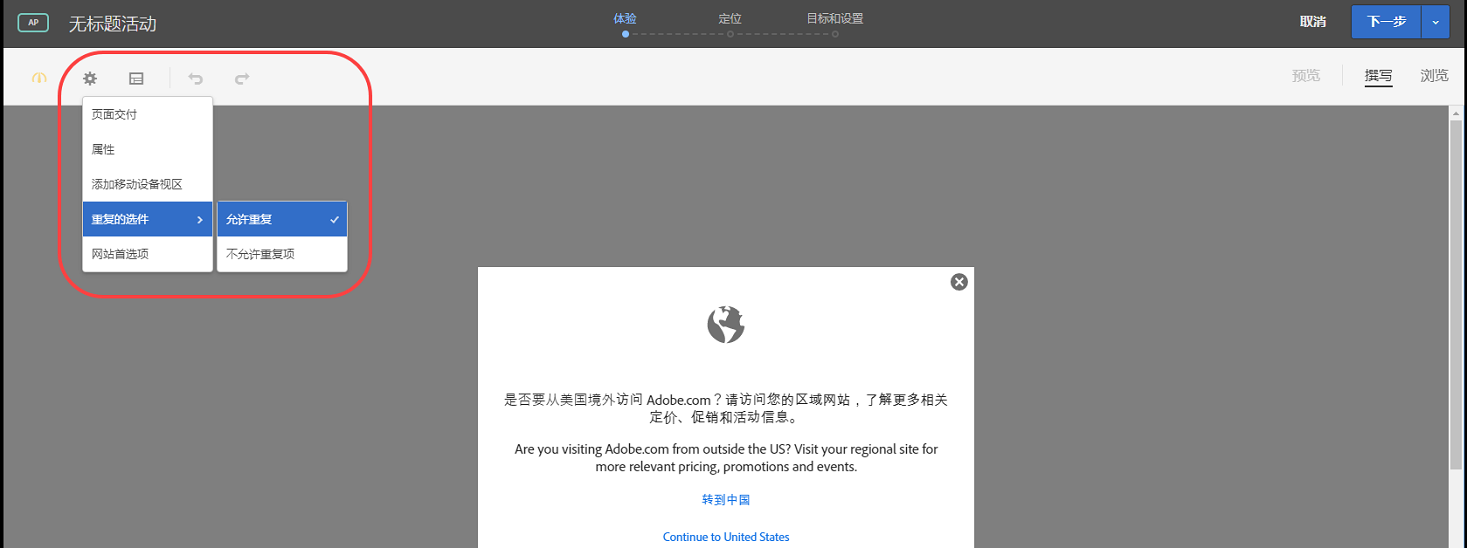 AP
无标题活动
体验
定位
目标和设置
取消
下一步
预览
撰写
浏览
页面交付
属性
添加移动设备视区
重复的选件
允许重复
网站首选项
不允许重复项
是否要从美国境外访问 Adobe.com？请访问您的区域网站，了解更多相关
定价、促销和活动信息。
Are you visiting Adobe.com from outside the US? Visit your regional site for
more relevant pricing, promotions and events.
转到中国
Continue to United States